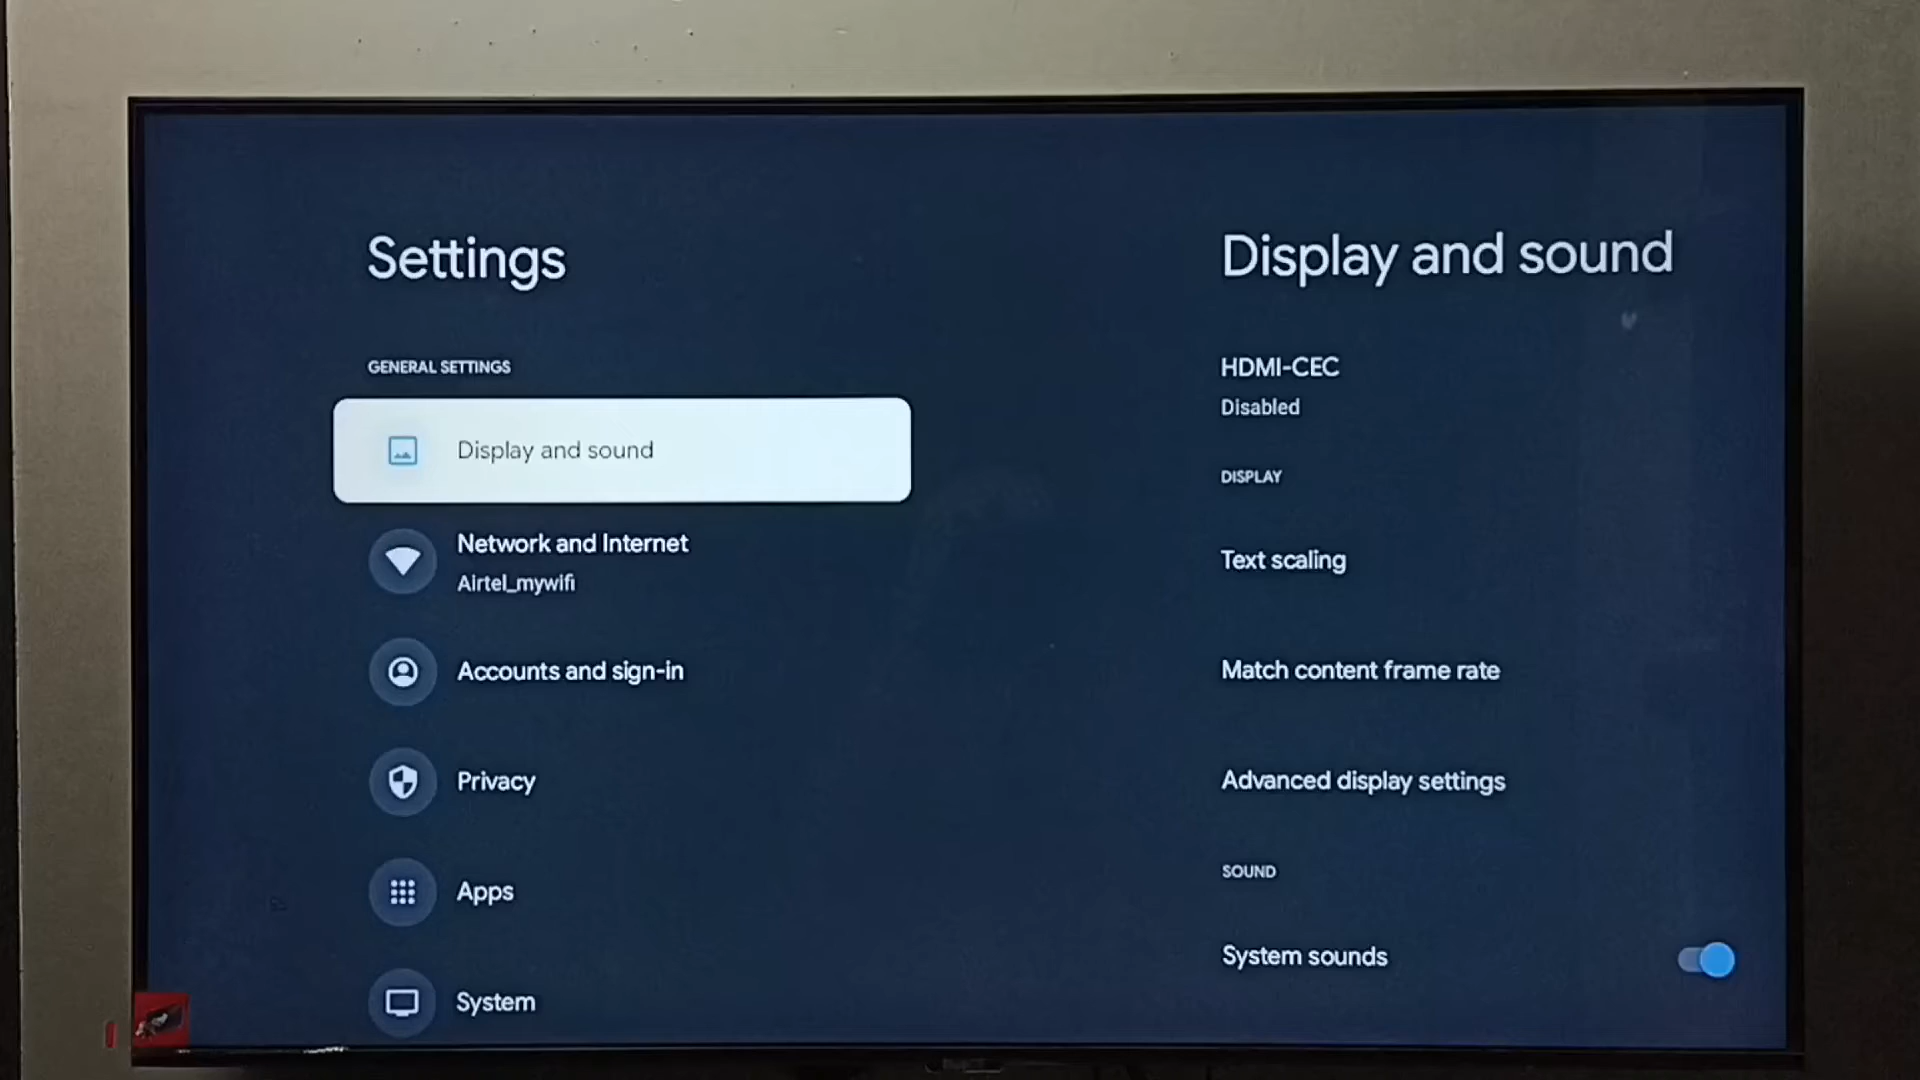 Settings
GENERAL SETTINGS
Display and sound
Network and Internet
Airtel_mywifi
Accounts and sign-in
Privacy
Apps
System
Display and sound
HDMI-CEC
Disabled
DISPLAY
Text scaling
Match content frame rate
Advanced display settings
SOUND
System sounds